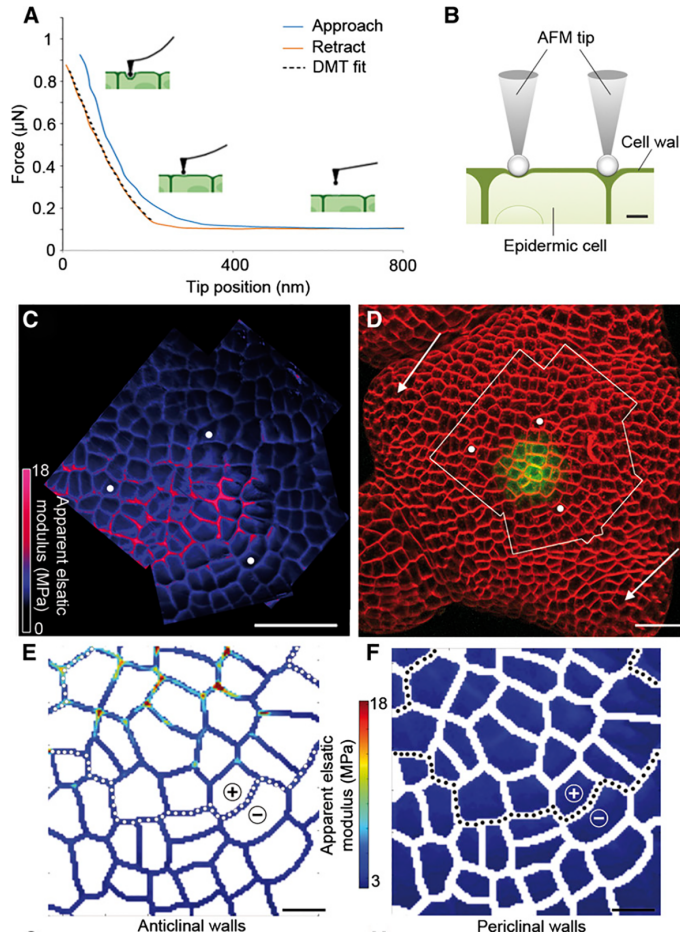 A
Approach
Retract
DMT fit
1
0.8
0.6
0.4
0.2
0
Force (µN)
0
400
800
Tip position (nm)
B
AFM tip
Cell wal
Epidermic cell
C
18
Apparent elsatic
modulus (MPa)
0
D
E
+
−
Anticlinal walls
Apparent elsatic
modulus (MPa)
18
3
F
+
−
Periclinal walls